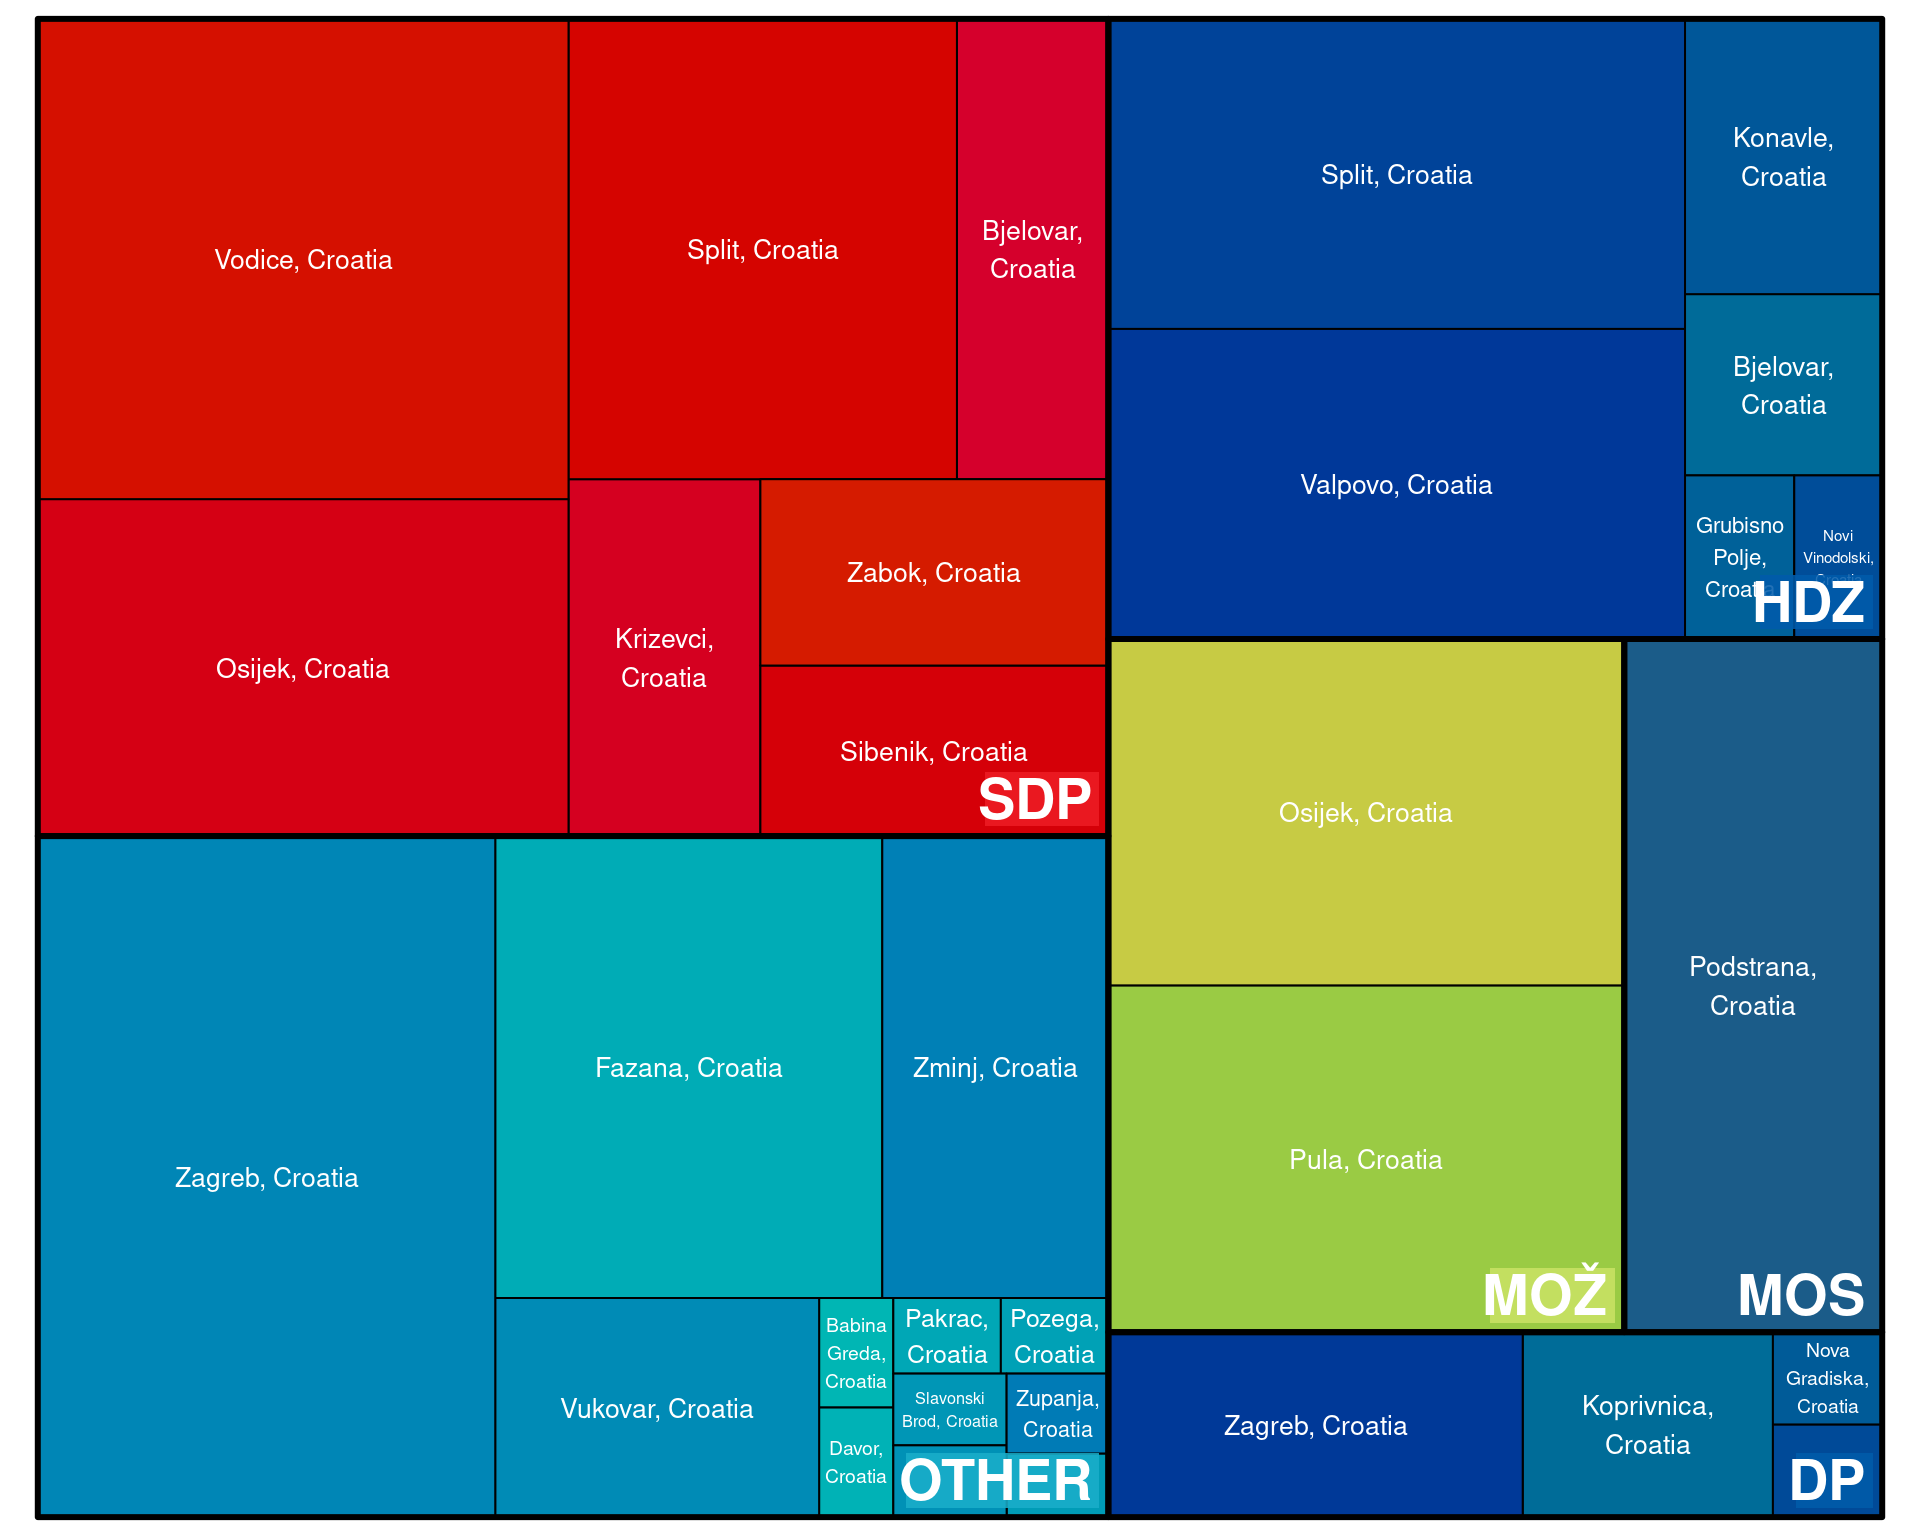 Vodice, Croatia
Split, Croatia
Bjelovar,
Croatia
Osijek, Croatia
Krizevci,
Croatia
Zabok, Croatia
Sibenik, Croatia
SDP
Split, Croatia
Konavle,
Croatia
Valpovo, Croatia
Bjelovar,
Croatia
Grubisno
Polje,
Croatia
Novi
Vinodolski,
Croatia
HDZ
Osijek, Croatia
Pula, Croatia
MOŽ
Podstrana,
Croatia
MOS
Zagreb, Croatia
Fazana, Croatia
Zminj, Croatia
Vukovar, Croatia
Babina
Greda,
Croatia
Davor,
Croatia
Pakrac,
Croatia
Pozega,
Croatia
Slavonski
Brod, Croatia
Zupanja,
Croatia
OTHER
Zagreb, Croatia
Koprivnica,
Croatia
Nova
Gradiska,
Croatia
DP